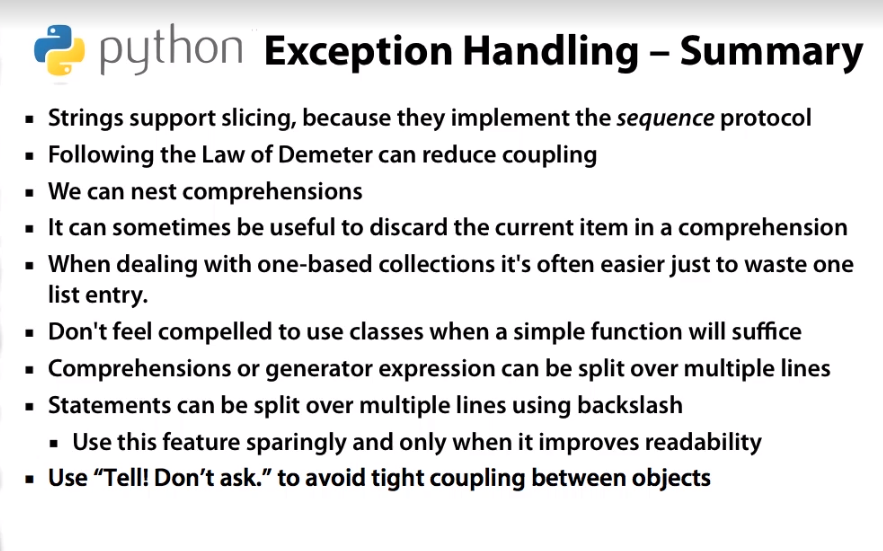 python Exception Handling – Summary
▪ Strings support slicing, because they implement the sequence protocol
▪ Following the Law of Demeter can reduce coupling
▪ We can nest comprehensions
▪ It can sometimes be useful to discard the current item in a comprehension
▪ When dealing with one-based collections it's often easier just to waste one
list entry.
▪ Don't feel compelled to use classes when a simple function will suffice
▪ Comprehensions or generator expression can be split over multiple lines
▪ Statements can be split over multiple lines using backslash
▪ Use this feature sparingly and only when it improves readability
▪ Use “Tell! Don’t ask.” to avoid tight coupling between objects